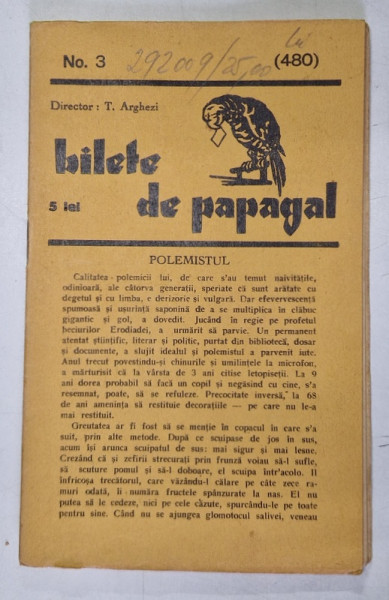 No. 3
292009/25,00
(480)
Director : T. Arghezi
bilete
de papagal
5 lei
POLEMISTUL
Calitatea polemicii lui, de care s'au temut naivitățile,
odinioară, ale cătorva generații, speriate că sunt arătate cu
degetul și cu limba, e derizorie și vulgară. Dar efervervescență
spumoasă și ușurința saponină de a se multiplica în clăbuc
gigantic și gol, a dovedit. Jucând în regie pe profetul
beciurilor Erodiadei, a urmărit să parvie. Un permanent
atentat științific, literar și politic, purtat din bibliotecă, dosar
și documente, a slujit idealul și polemistul a parvenit iute.
Anul trecut povestindu-și chinurile și umilințele la microfon,
a mărturisit că la vârsta de 3 ani citise letopisețü. La 9
ani dorea probabil să facă un copil și negăsind cu cine, s'a
resemnat, poate, să se refuleze. Precocitate inversă, la 68
de ani amenința să restituie decorațiile — pe care nu le-a
mai restituit.
Greutatea ar fi fost să se menție în copacul în care s'a
suit, prin alte metode. După ce scuipase de jos în sus,
acum își arunca scuipatul de sus: mai sigur și mai lesne.
Crezând că și zefirii strecurați prin frunză voiau să-l sufle,
să scuture pomul și să-l doboare, el scuipa într'acolo. Îl
înfricoșa trecătorul, care văzându-l călare pe câte zece ra-
muri odată, îi număra fructele spânzurate la nas. El nu
putea să le cedeze, nici pe cele căzute, spurcându-le pe toate
pentru sine. Când nu se ajungea glomotocul salivei, veneau